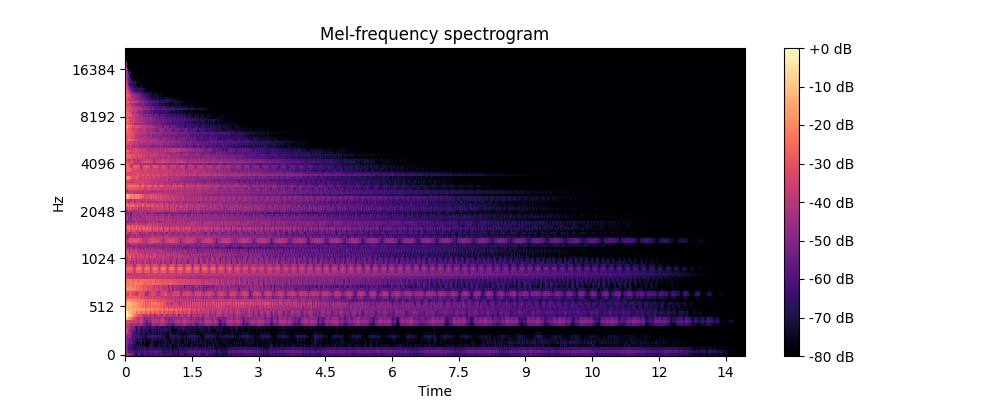 Mel-frequency spectrogram
16384
8192
4096
2048
1024
512
0
Hz
0 1.5 3 4.5 6 7.5 9 10 12 14
Time
+0 dB
-10 dB
-20 dB
-30 dB
-40 dB
-50 dB
-60 dB
-70 dB
-80 dB